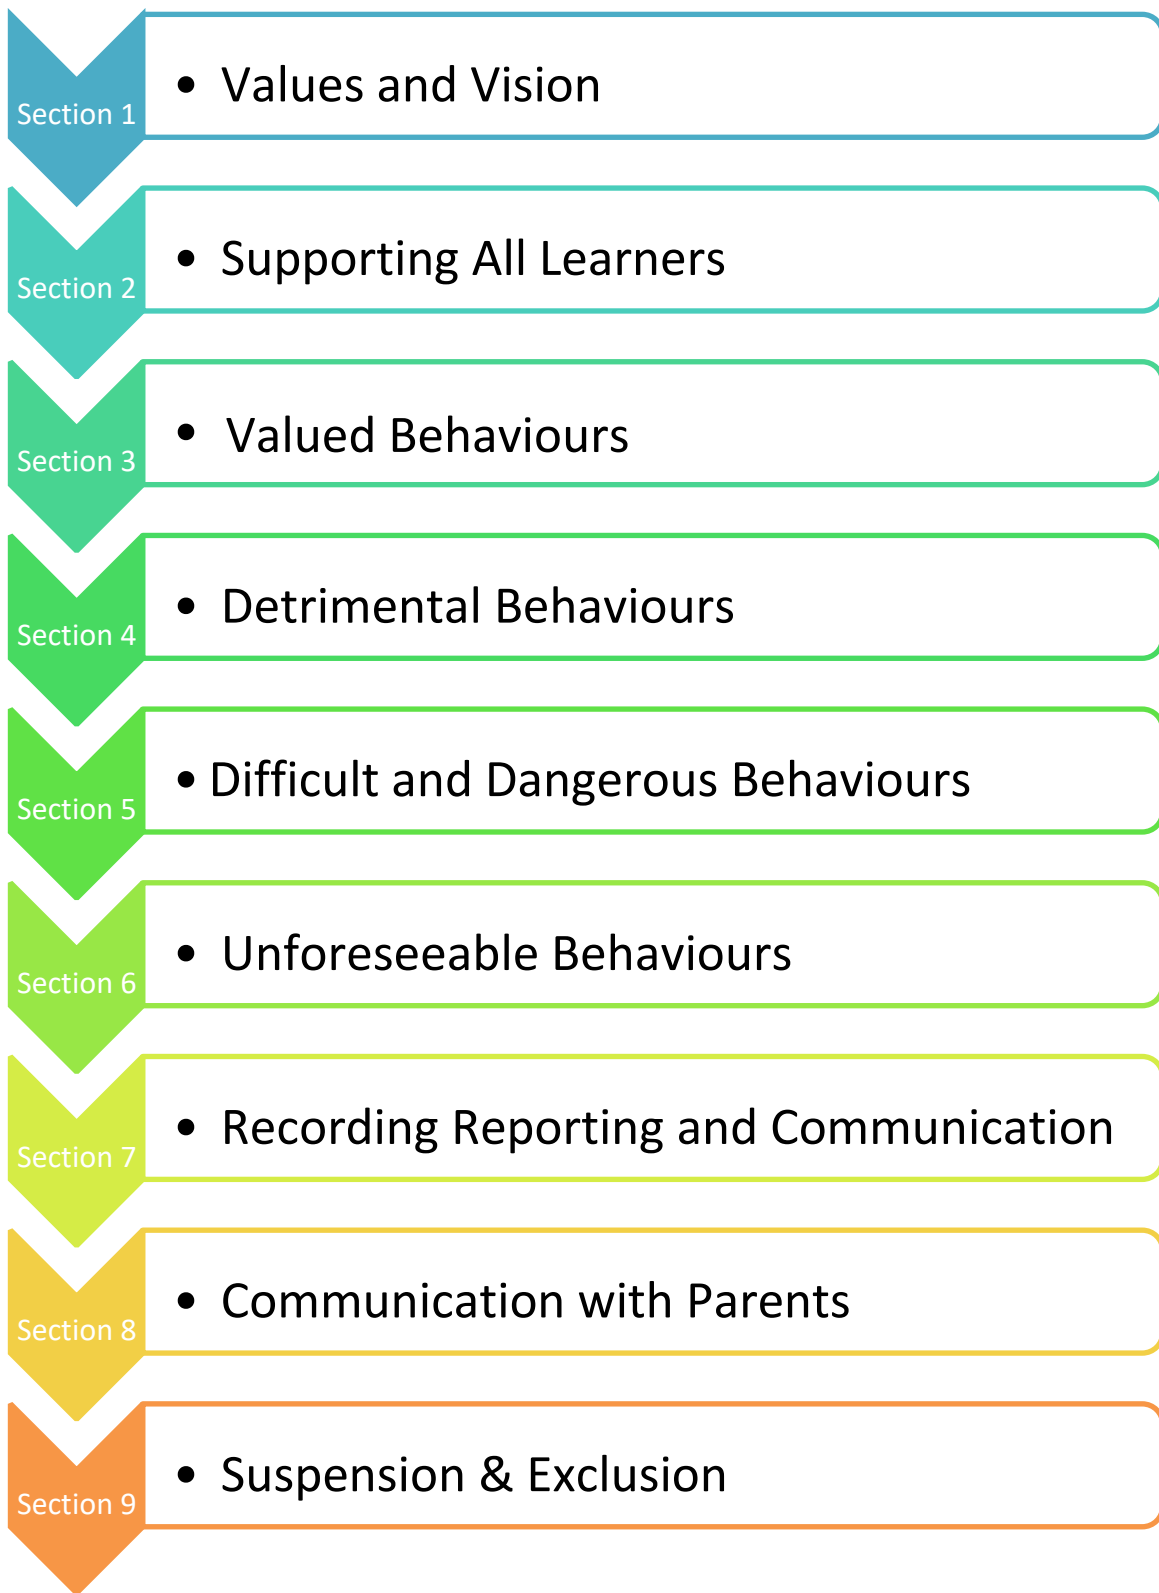 Section 1
• Values and Vision
Section 2
• Supporting All Learners
Section 3
• Valued Behaviours
Section 4
• Detrimental Behaviours
Section 5
• Difficult and Dangerous Behaviours
Section 6
• Unforeseeable Behaviours
Section 7
• Recording Reporting and Communication
Section 8
• Communication with Parents
Section 9
• Suspension & Exclusion